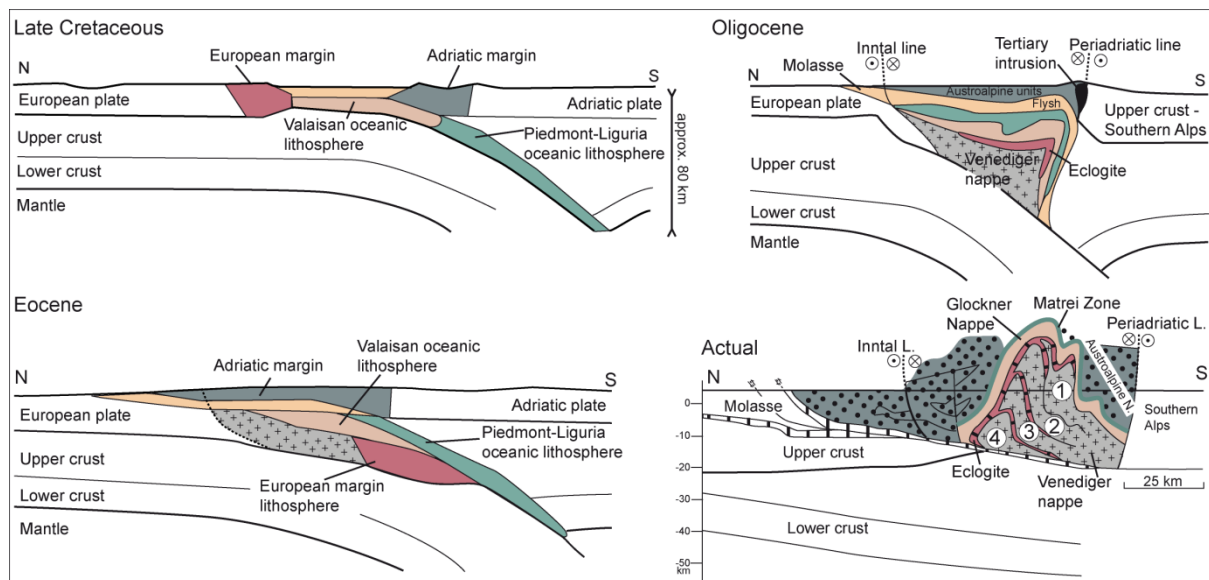 Late Cretaceous
European margin
Adriatic margin
N
S
European plate
Adriatic plate
Valaisan oceanic
lithosphere
Upper crust
Piedmont-Liguria
oceanic lithosphere
Lower crust
Mantle
approx. 80 km
Oligocene
Inntal line
Tertiary
intrusion
Periadriatic line
Molasse
N
S
Austroalpine units
European plate
Flysch
Upper crust -
Southern Alps
Venediger
nappe
Eclogite
Upper crust
Lower crust
Mantle
Eocene
Valaisan oceanic
lithosphere
Adriatic margin
N
S
European plate
Adriatic plate
Piedmont-Liguria
oceanic lithosphere
Upper crust
European margin
lithosphere
Lower crust
Mantle
Actual
Glockner
Nappe
Matrei Zone
Periadriatic L.
Inntal L.
N
S
Austroalpine N.
Molasse
1
Southern
Alps
2
3
4
Upper crust
Eclogite
Venediger
nappe
25 km
Lower crust
0
-10
-20
-30
-40
-50
km